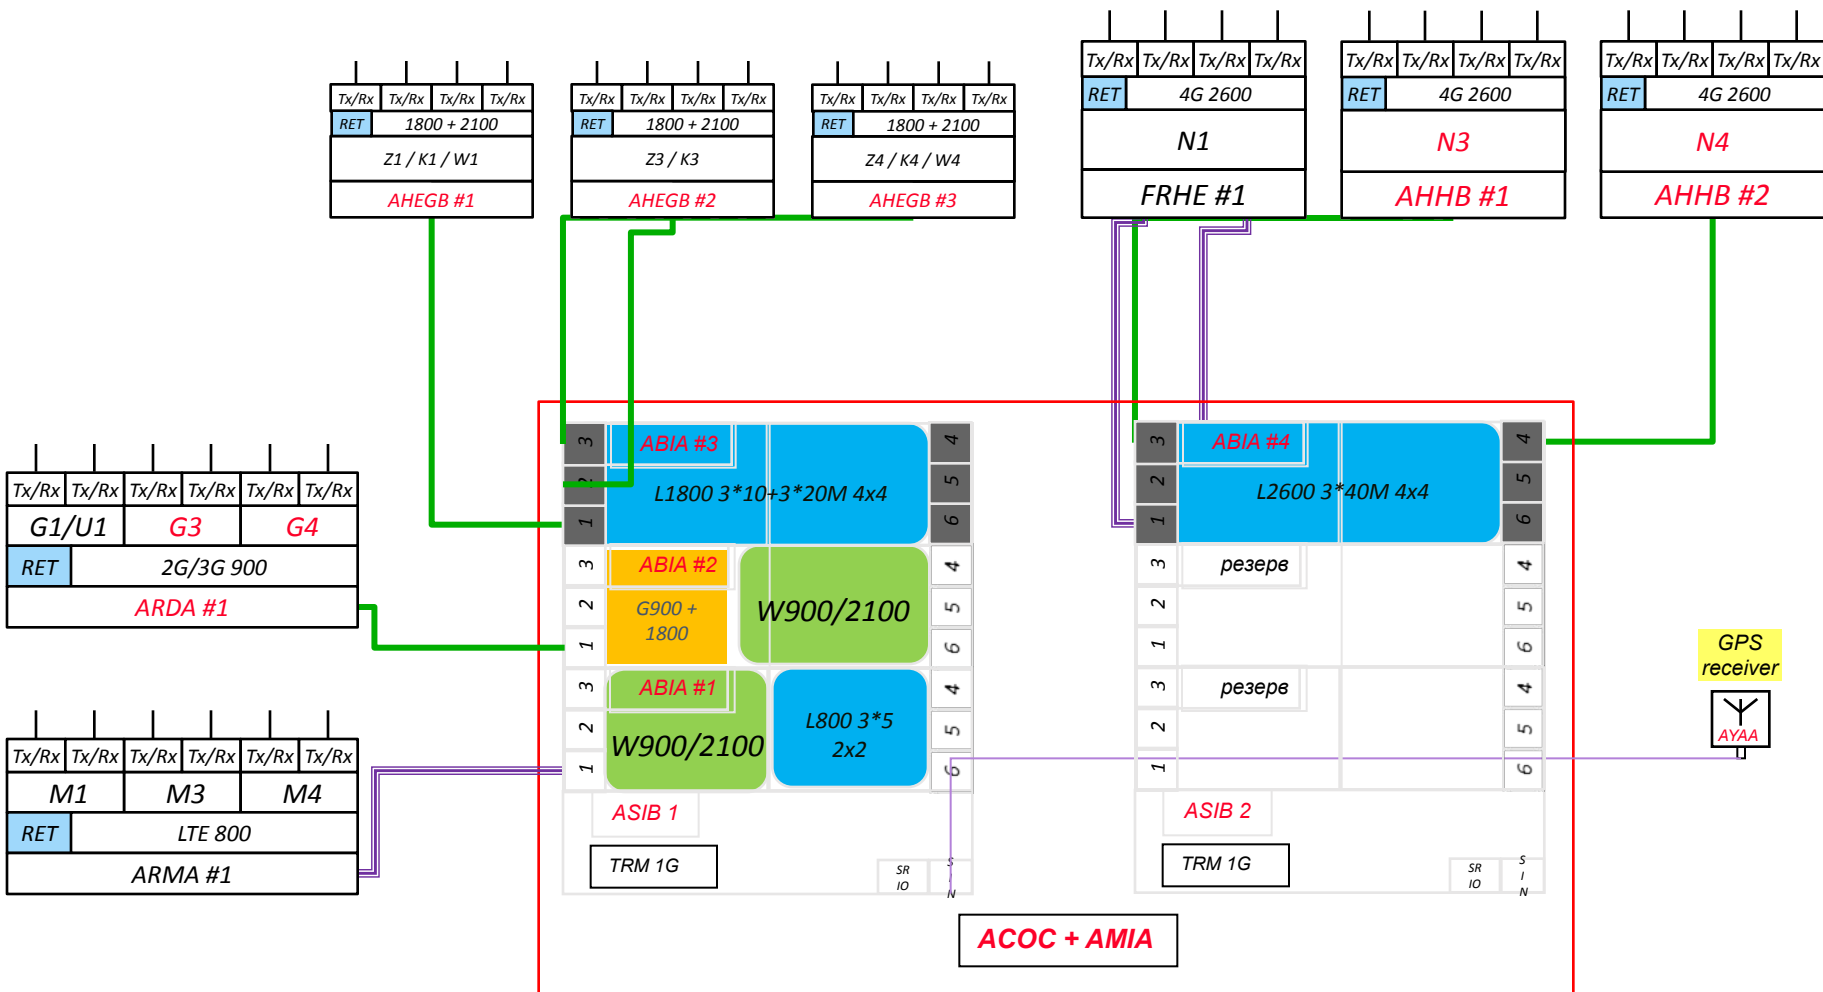 Tx/Rx Tx/Rx Tx/Rx Tx/Rx
RET 1800 + 2100
Z1 / K1 / W1
AHEGB #1
Tx/Rx Tx/Rx Tx/Rx Tx/Rx
RET 1800 + 2100
Z3 / K3
AHEGB #2
Tx/Rx Tx/Rx Tx/Rx Tx/Rx
RET 1800 + 2100
Z4 / K4 / W4
AHEGB #3
Tx/Rx Tx/Rx Tx/Rx Tx/Rx
RET 4G 2600
N1
FRHE #1
Tx/Rx Tx/Rx Tx/Rx Tx/Rx
RET 4G 2600
N3
AHHB #1
Tx/Rx Tx/Rx Tx/Rx Tx/Rx
RET 4G 2600
N4
AHHB #2
Tx/Rx Tx/Rx Tx/Rx Tx/Rx Tx/Rx Tx/Rx
G1/U1 G3 G4
RET 2G/3G 900
ARDA #1
Tx/Rx Tx/Rx Tx/Rx Tx/Rx Tx/Rx Tx/Rx
M1 M3 M4
RET LTE 800
ARMA #1
3 ABIA #3 4
2 L1800 3*10+3*20M 4x4 5
1 6
3 ABIA #2 4
2 G900 + 5
1800
W900/2100
1 6
3 ABIA #1 4
2 L800 3*5 5
2x2
W900/2100
1 6
ASIB 1
TRM 1G
SR
IO
S
I
N
3 ABIA #4 4
2 L2600 3*40M 4x4 5
1 6
3 резерв 4
2 5
1 6
3 резерв 4
2 5
1 6
ASIB 2
TRM 1G
SR
IO
S
I
N
GPS
receiver
AYAA
ACOC + AMIA